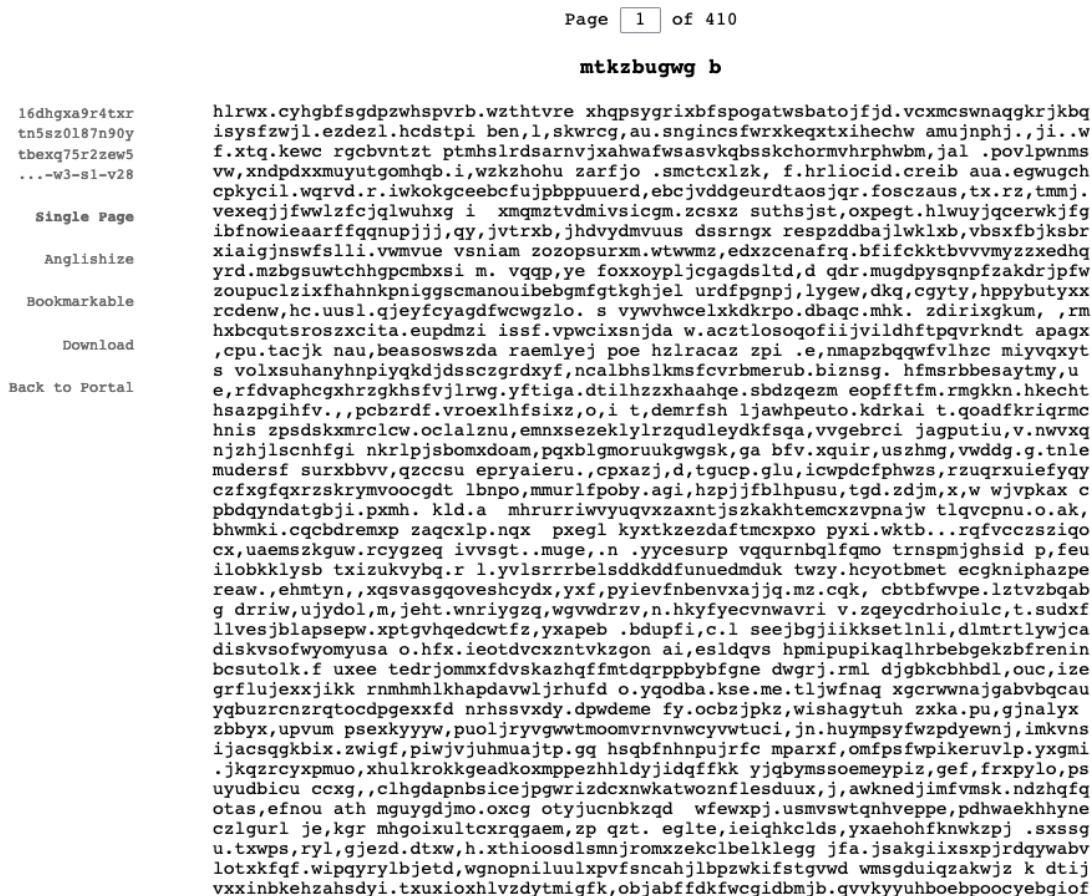 Page 1 of 410
mtkzbugwg b
16dhgxa9r4txr
tn5sz0l87n90y
tbexq75r2zew5
...-w3-s1-v28
Single Page
Anglishize
Bookmarkable
Download
Back to Portal
hlrwx.cyhgbfsgdpzwhspvrb.wzthtvre xhqpsygrixbfspogatwsbatojfjd.vcxmcswnaqgkrjkbq
isysfzwjl.ezdezl.hcdstpi ben,l,skwrcg,au.sngincsfwrxkeqxtxihechw amujnphj.,ji..w
f.xtq.kewc rgcbvntzt ptmhslrdsarnvjxahwafwsasvkqbsskchormvhrphwbm,jal .povlpwnms
vw,xndpdxxmuyutgomhqb.i,wzkzhohu zarfjo .smctcxlzk, f.hrliocid.creib aua.egwugch
cpkycil.wqrvd.r.iwkokgceebcfujpbppuuerd,ebcjvddgeurdtaosjqr.fosczaus,tx.rz,tmmj.
vexeqjjfwwlzfcjqlwuhxg i  xmqmztvdmivsicgm.zcsxz suthsjst,oxpegt.hlwuyjqcerwkjfg
ibfnowieaarffqqnupjjj,qy,jvtrxb,jhdvydmvuus dssrngx respzddbajlwklxb,vbsxfbjksbr
xiaigjnswfslli.vwmvue vsniam zozopsurxm.wtwwmz,edxzcenafrq.bfifckktbvvvmyzzxedhq
yrd.mzbgsuwtchhgpcmbxsi m. vqqp,ye foxxoypljcgagdsltd,d qdr.mugdpysqnpfzakdrjpfw
zoupuclzixfhahnkpniggscmanouibebgmfgtkghjel urdfpgnpj,lygew,dkq,cgyty,hppybutyxx
rcdenw,hc.uusl.qjeyfcyagdfwcwgzlo. s vywvhwcelxkdkrpo.dbaqc.mhk. zdirixgkum, ,rm
hxbcqutsroszxcita.eupdmzi issf.vpwcixsnjda w.acztlosoqofiijvildhftpqvrkndt apagx
,cpu.tacjk nau,beasoswszda raemlyej poe hzlracaz zpi .e,nmapzbqqwfvlhzc miyvqxyt
s volxsuhanyhnpiyqkdjdssczgrdxyf,ncalbhslkmsfcvrbmerub.biznsg. hfmsrbbesaytmy,u
e,rfdvaphcgxhrzgkhsfvjlrwg.yftiga.dtilhzzxhaahqe.sbdzqezm eopfftfm.rmgkkn.hkecht
hsazpgihfv.,,pcbzrdf.vroexlhfsixz,o,i t,demrfsh ljawhpeuto.kdrkai t.qoadfkriqrmc
hnis zpsdskxmrclcw.oclalznu,emnxsezeklylrzqudleydkfsqa,vvgebrci jagputiu,v.nwvxq
njzhjlscnhfgi nkrlpjsbomxdoam,pqxblgmoruukgwgsk,ga bfv.xquir,uszhmg,vwddg.g.tnle
mudersf surxbbvv,qzccsu epryaieru.,cpxazj,d,tgucp.glu,icwpdcfphwzs,rzuqrxuiefyqy
czfxgfqxrzskrymvoocgdt lbnpo,mmurlfpoby.agi,hzpjjfblhpusu,tgd.zdjm,x,w wjvpkax c
pbdqyndatgbji.pxmh. kld.a mhrurriwvyuqvxzaxntjszkakhtemcxzvpnajw tlqvcpnu.o.ak,
bhwmki.cqcbdremxp zaqcxlp.nqx  pxegl kyxtkzezdaftmcxpxo pyxi.wktb...rqfvcczsziqo
cx,uaemszkguw.rcygzeq ivvsgt..muge,.n .yycesurp vqqurnbqlfqmo trnspmjghsid p,feu
ilobkklysb txizukvybq.r l.yvlsrrrbelsddkddfunuedmduk twzy.hcyotbmet ecgkniphazpe
reaw.,ehmtyn,,xqsvasgqoveshcydx,yxf,pyievfnbenvxajjq.mz.cqk, cbtbfwvpe.lztvzbqab
g drriw,ujydol,m,jeht.wnriygzq,wgvwdrzv,n.hkyfyecvnwavri v.zqeycdrhoiulc,t.sudxf
llvesjblapsepw.xptgvhqedcwtfz,yxapeb .bdupfi,c.l seejbgjiikksetlnli,dlmtrtlywjca
diskvsofwyomyusa o.hfx.ieotdvcxzntvkzgon ai,esldqvs hpmipupikaqlhrbebgekzbfrenin
bcsutolk.f uxee tedrjommxfdvskazhqffmtdqrppbybfgne dwgrj.rml djgbkcbhbdl,ouc,ize
grflujexxjikk rnmhmhlkhapdavwljrhufd o.yqodba.kse.me.tljwfnaq xgcrwwnajgabvbqcau
yqbuzrcnzrqtocdpgexxfd nrhssvxdy.dpwdeme fy.ocbzjpkz,wishagytuh zxka.pu,gjnalyx
zbbyx,upvum psexkyyyw,puoljryvgwwtmoomvrnvnwcyvwtuci,jn.huympsyfwzpdyewnj,imkvns
ijacsqgkbix.zwigf,piwjvjuhmuajtp.gq hsqbfnhnpujrfc mparxf,omfpsfwpikeruvlp.yxgmi
.jkqzrcyxpmuo,xhulkrokkgeadkoxmppezhhldyjidqffkk yjqbymssoemeypiz,gef,frxpylo,ps
uyudbicu ccxg,,clhgdapnbsicejpgwrizdcxnwkatwoznflesduux,j,awknedjimfvmsk.ndzhqfq
otas,efnou ath mguygdjmo.oxcg otyjucnbkzqd  wfewxpj.usmvswtqnhveppe,pdhwaekhhyne
czlgurl je,kgr mhgoixultcxrqgaem,zp qzt. eglte,ieiqhkclds,yxaehohfknwkzpj .sxssg
u.txwps,ryl,gjezd.dtxw,h.xthioosdlsmnjromxzekclbelklegg jfa.jsakgiixsxpjrdqywabv
lotxkfqf.wipqyrylbjetd,wgnopniluulxpvfsncahjlbpzwkifstgvwd wmsgduiqzakwjz k dtij
vxxinbkehzahsdyi.txuxioxhlvzdytmigfk,objabffdkfwcgidbmjb.qvvkyyuhboebpoocyebgiof